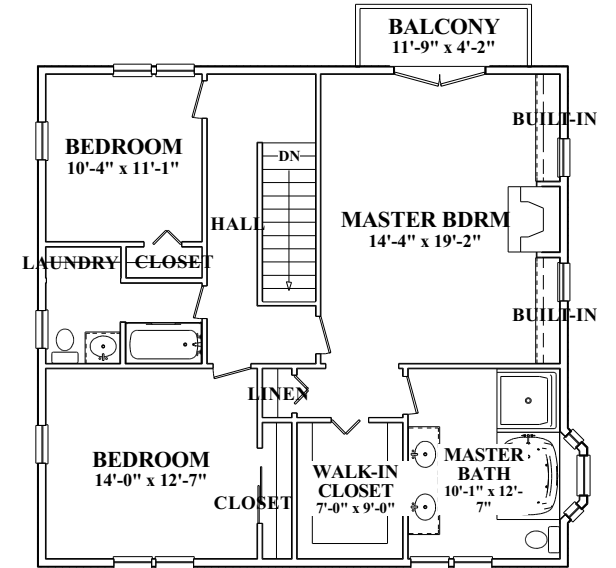 BALCONY
11'-9" x 4'-2"
BUILT-IN
BEDROOM
10'-4" x 11'-1"
DN
HALL
MASTER BDRM
14'-4" x 19'-2"
LAUNDRY
CLOSET
BUILT-IN
LINEN
BEDROOM
14'-0" x 12'-7"
CLOSET
WALK-IN
CLOSET
7'-0" x 9'-0"
MASTER
BATH
10'-1" x 12'-
7"